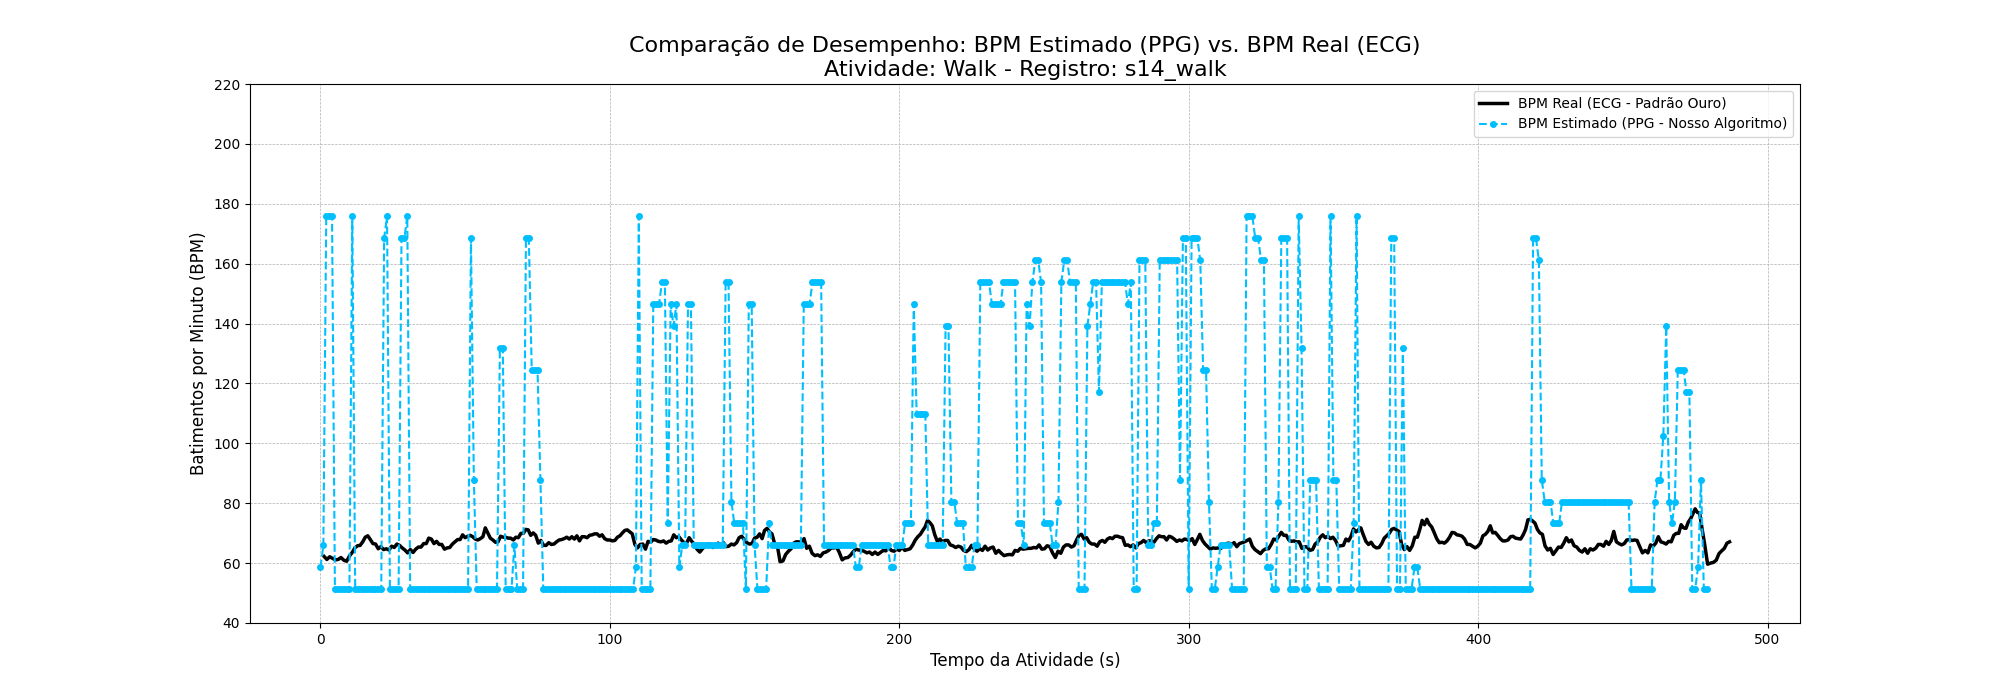 Comparação de Desempenho: BPM Estimado (PPG) vs. BPM Real (ECG)
Atividade: Walk - Registro: s14_walk
BPM Real (ECG - Padrão Ouro)
BPM Estimado (PPG - Nosso Algoritmo)
Batimentos por Minuto (BPM)
220
200
180
160
140
120
100
80
60
40
0 100 200 300 400 500
Tempo da Atividade (s)